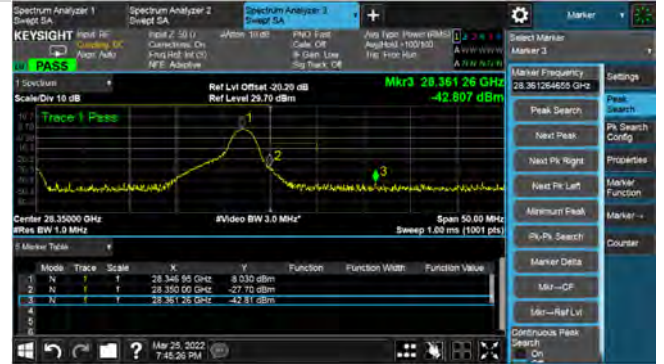 Spectrum Analyzer 1
Swept SA
Spectrum Analyzer 2
Swept SA
Spectrum Analyzer 3
Swept SA
+
Marker
KEYSIGHT
Input: RF
Coupling: DC
Align: Auto
Input Z: 50 Ω
Corrections: On
Freq Ref: Int (S)
NFE: Adaptive
#Atten: 10 dB
PNO: Fast
Gate: Off
IF Gain: Low
Sig Track: Off
Avg Type: Power (RMS)
Avg|Hold: >100/100
Trig: Free Run
PASS
1 Spectrum
Scale/Div 10 dB
Ref Lvl Offset -20.20 dB
Ref Level 29.70 dBm
Mkr3 28.361 26 GHz
-42.807 dBm
Trace 1 Pass
1
2
3
Center 28.35000 GHz
#Res BW 1.0 MHz
#Video BW 3.0 MHz*
Span 50.00 MHz
Sweep 1.00 ms (1001 pts)
5 Marker Table
Mode Trace Scale X Y Function Function Width Function Value
1 N 1 f 28.346 95 GHz 8.030 dBm
2 N 1 f 28.350 00 GHz -27.70 dBm
3 N 1 f 28.361 26 GHz -42.81 dBm
4
5
6
Mar 25, 2022
7:45:26 PM
Select Marker
Marker 3
Marker Frequency
28.361264655 GHz
Peak Search
Next Peak
Next Pk Right
Next Pk Left
Minimum Peak
Pk-Pk Search
Marker Delta
Mkr→CF
Mkr→Ref Lvl
Continuous Peak
Search
On
Off
Settings
Peak
Search
Pk Search
Config
Properties
Marker
Function
Marker→
Counter